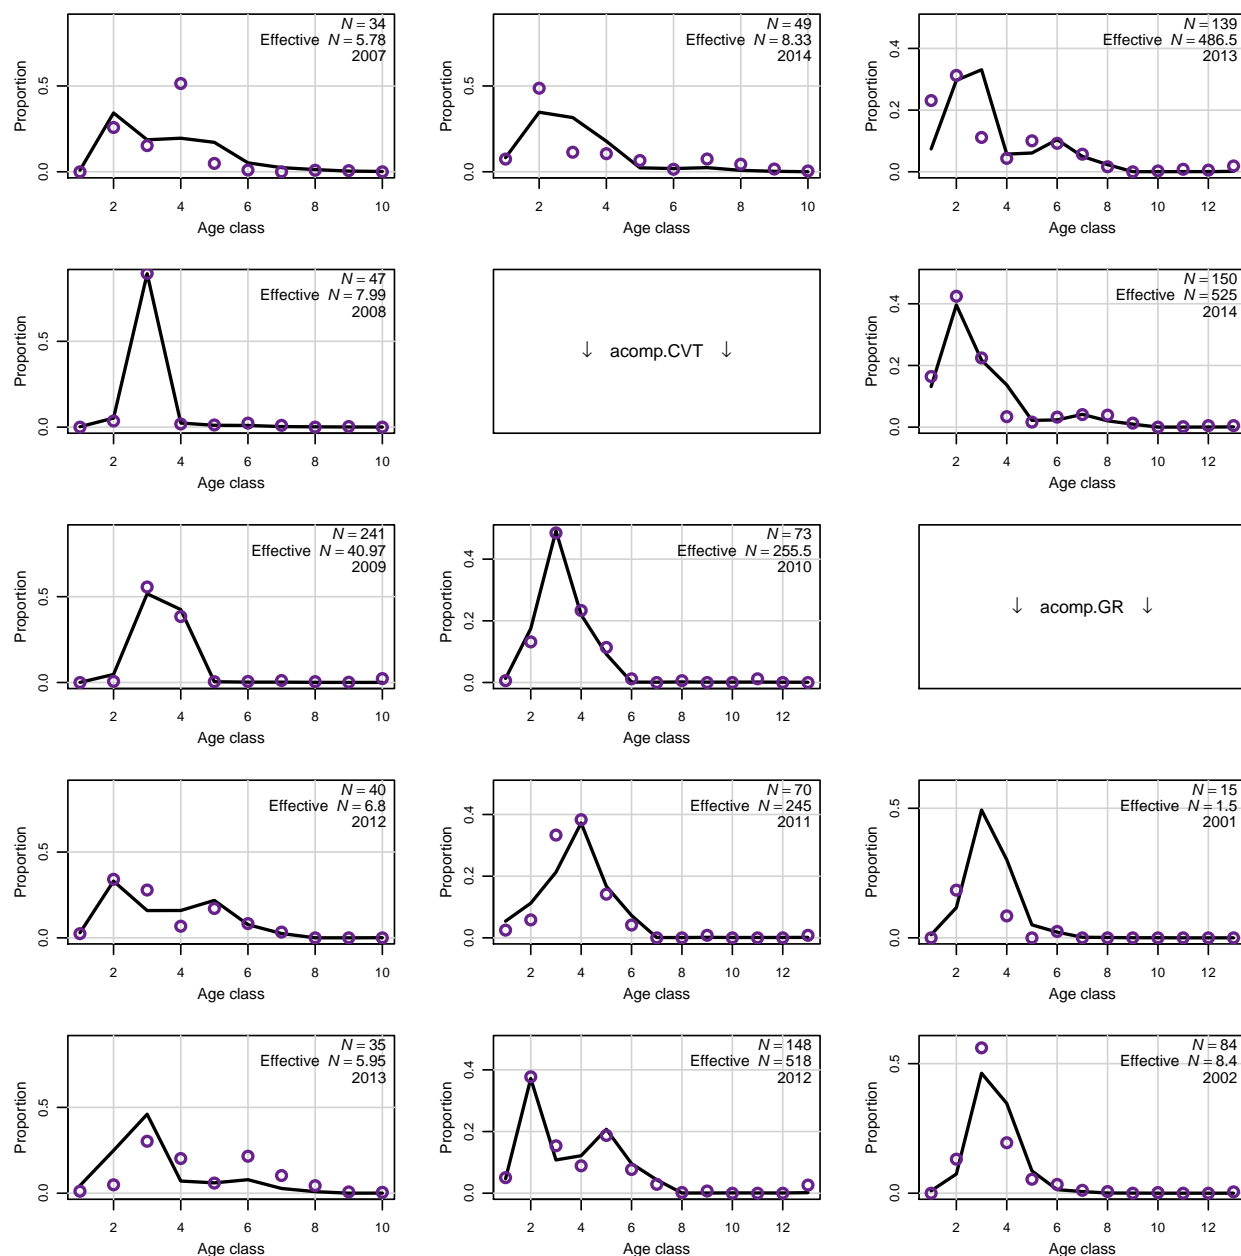 N = 34
Effective N = 5.78
2007
Proportion
0.0 0.5
2 4 6 8 10
Age class
N = 49
Effective N = 8.33
2014
Proportion
0.0 0.5
2 4 6 8 10
Age class
N = 139
Effective N = 486.5
2013
Proportion
0.0 0.2 0.4
2 4 6 8 10 12
Age class
N = 47
Effective N = 7.99
2008
Proportion
0.0 0.5
2 4 6 8 10
Age class
↓ acomp.CVT ↓
N = 150
Effective N = 525
2014
Proportion
0.0 0.2 0.4
2 4 6 8 10 12
Age class
N = 241
Effective N = 40.97
2009
Proportion
0.0 0.5
2 4 6 8 10
Age class
N = 73
Effective N = 255.5
2010
Proportion
0.0 0.2 0.4
2 4 6 8 10 12
Age class
↓ acomp.GR ↓
N = 40
Effective N = 6.8
2012
Proportion
0.0 0.5
2 4 6 8 10
Age class
N = 70
Effective N = 245
2011
Proportion
0.0 0.2 0.4
2 4 6 8 10 12
Age class
N = 15
Effective N = 1.5
2001
Proportion
0.0 0.5
2 4 6 8 10 12
Age class
N = 35
Effective N = 5.95
2013
Proportion
0.0 0.5
2 4 6 8 10
Age class
N = 148
Effective N = 518
2012
Proportion
0.0 0.2 0.4
2 4 6 8 10 12
Age class
N = 84
Effective N = 8.4
2002
Proportion
0.0 0.5
2 4 6 8 10 12
Age class